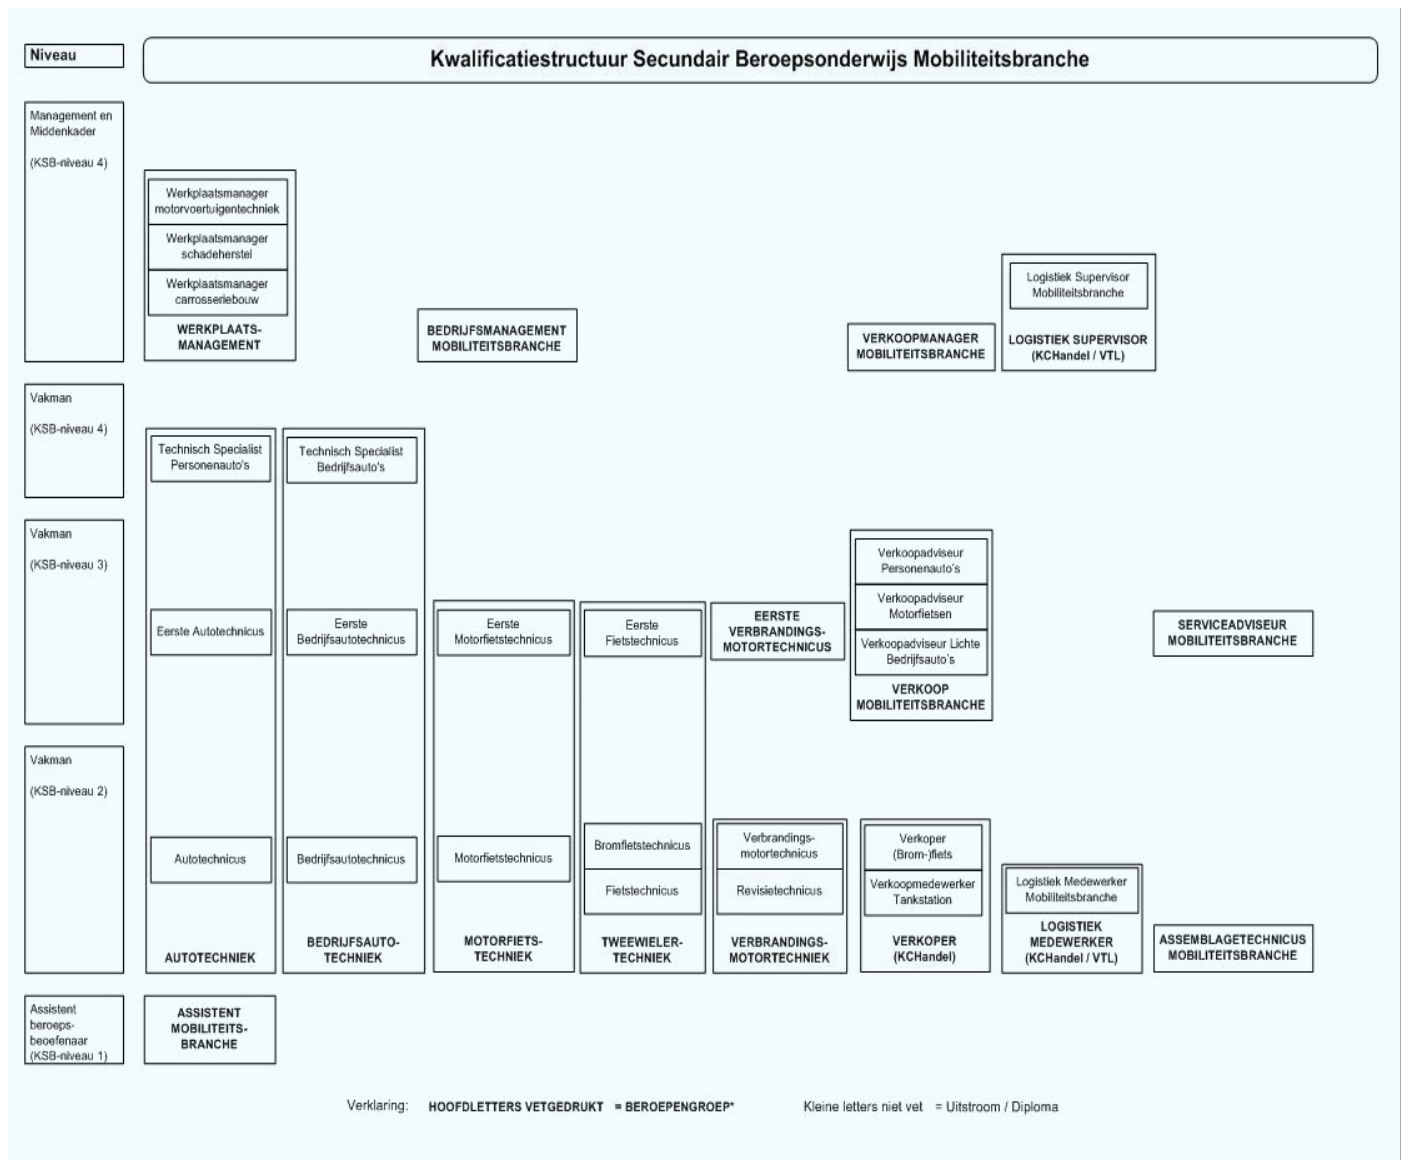 Niveau
Kwalificatiestructuur Secundair Beroepsonderwijs Mobiliteitsbranche
Management en
Middenkader
(KSB-niveau 4)
Werkplaatsmanager
motorvoertuigentechniek
Werkplaatsmanager
schadeherstel
Werkplaatsmanager
carrosseriebouw
WERKPLAATS-
MANAGEMENT
BEDRIJFSMANAGEMENT
MOBILITEITSBRANCHE
VERKOOPMANAGER
MOBILITEITSBRANCHE
Logistiek Supervisor
Mobiliteitsbranche
LOGISTIEK SUPERVISOR
(KCHandel / VTL)
Vakman
(KSB-niveau 4)
Technisch Specialist
Personenauto's
Technisch Specialist
Bedrijfsauto's
Vakman
(KSB-niveau 3)
Eerste Autotechnicus
Eerste
Bedrijfsautotechnicus
Eerste
Motorfietstechnicus
Eerste
Fietstechnicus
EERSTE
VERBRANDINGS-
MOTORTECHNICUS
Verkoopadviseur
Personenauto's
Verkoopadviseur
Motorfietsen
Verkoopadviseur Lichte
Bedrijfsauto's
VERKOOP
MOBILITEITSBRANCHE
SERVICEADVISEUR
MOBILITEITSBRANCHE
Vakman
(KSB-niveau 2)
Autotechnicus
AUTOTECHNIEK
Bedrijfsautotechnicus
BEDRIJFSAUTO-
TECHNIEK
Motorfietstechnicus
MOTORFIETS-
TECHNIEK
Bromfietstechnicus
Fietstechnicus
TWEEWIELER-
TECHNIEK
Verbrandings-
motortechnicus
Revisietechnicus
VERBRANDINGS-
MOTORTECHNIEK
Verkoper
(Brom-)fiets
Verkoopmedewerker
Tankstation
VERKOPER
(KCHandel)
Logistiek Medewerker
Mobiliteitsbranche
LOGISTIEK
MEDEWERKER
(KCHandel / VTL)
ASSEMBLAGETECHNICUS
MOBILITEITSBRANCHE
Assistent
beroeps-
beoefenaar
(KSB-niveau 1)
ASSISTENT
MOBILITEITS-
BRANCHE
Verklaring: HOOFDLETTERS VETGEDRUKT = BEROEPENGROEP* Kleine letters niet vet = Uitstroom / Diploma